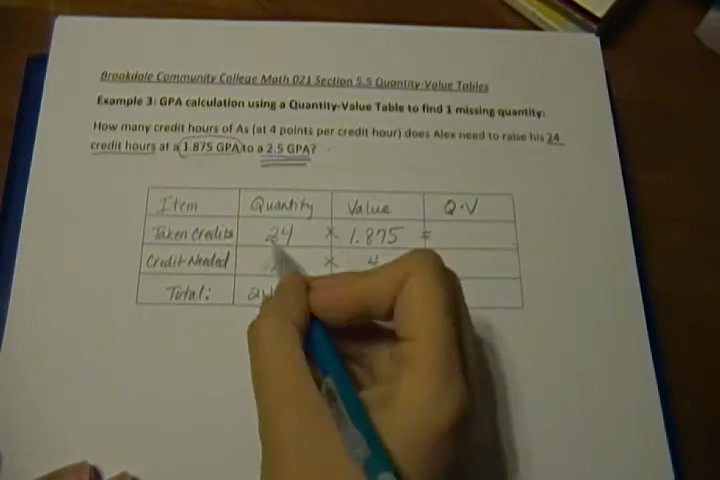 Brookdale Community College Math 021 Section 5.5 Quantity-Value Tables
Example 3: GPA calculation using a Quantity-Value Table to find 1 missing quantity:
How many credit hours of As (at 4 points per credit hour) does Alex need to raise his 24
credit hours at a 1.875 GPA to a 2.5 GPA?
Item Quantity Value Q·V
Taken Credits 24 × 1.875 =
Credit Needed × 4
Total: